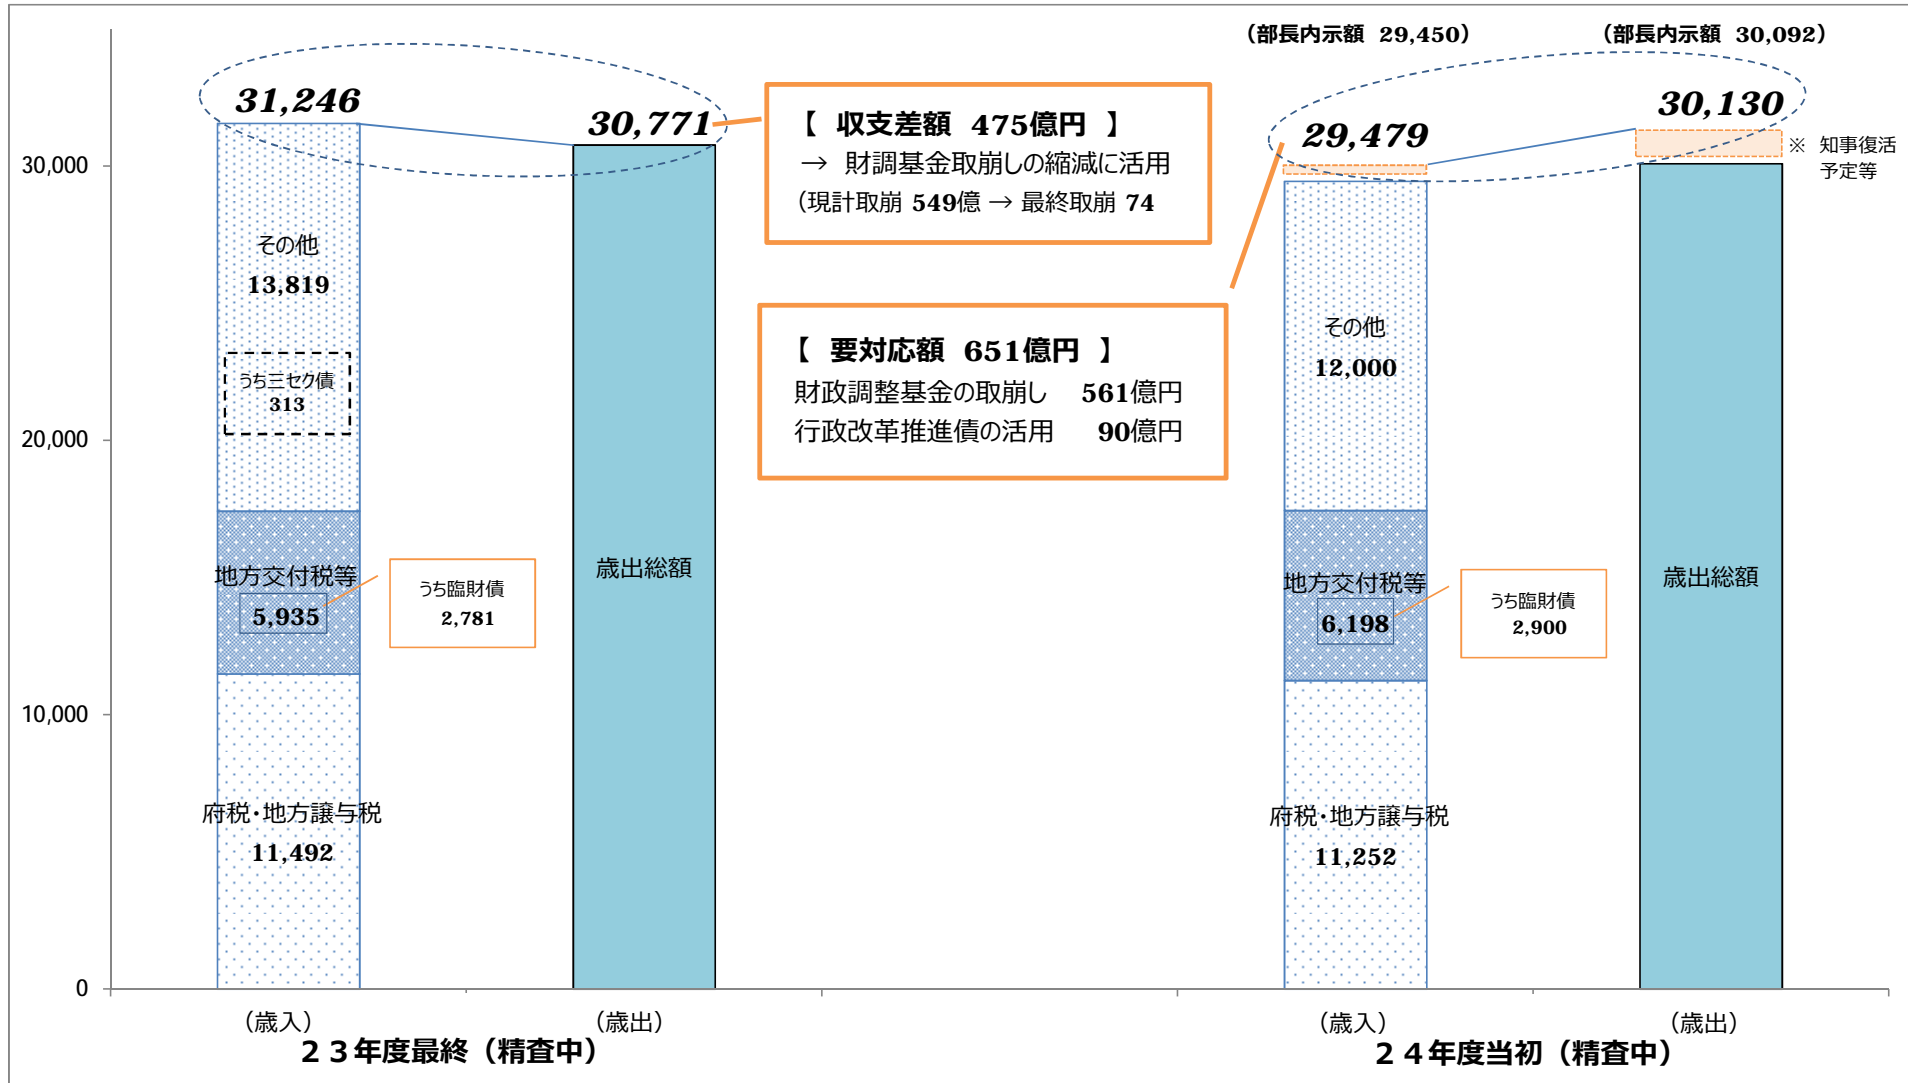 （部長内示額 29,450）
（部長内示額 30,092）
31,246
30,771
29,479
30,130
【 収支差額 475億円 】
→ 財調基金取崩しの縮減に活用
（現計取崩 549億 → 最終取崩 74
※ 知事復活
予定等
【 要対応額 651億円 】
財政調整基金の取崩し 561億円
行政改革推進債の活用 90億円
30,000
20,000
10,000
0
その他
13,819
うち三セク債
313
地方交付税等
5,935
うち臨財債
2,781
府税・地方譲与税
11,492
歳出総額
その他
12,000
地方交付税等
6,198
うち臨財債
2,900
府税・地方譲与税
11,252
歳出総額
（歳入）
（歳出）
（歳入）
（歳出）
２３年度最終（精査中）
２４年度当初（精査中）